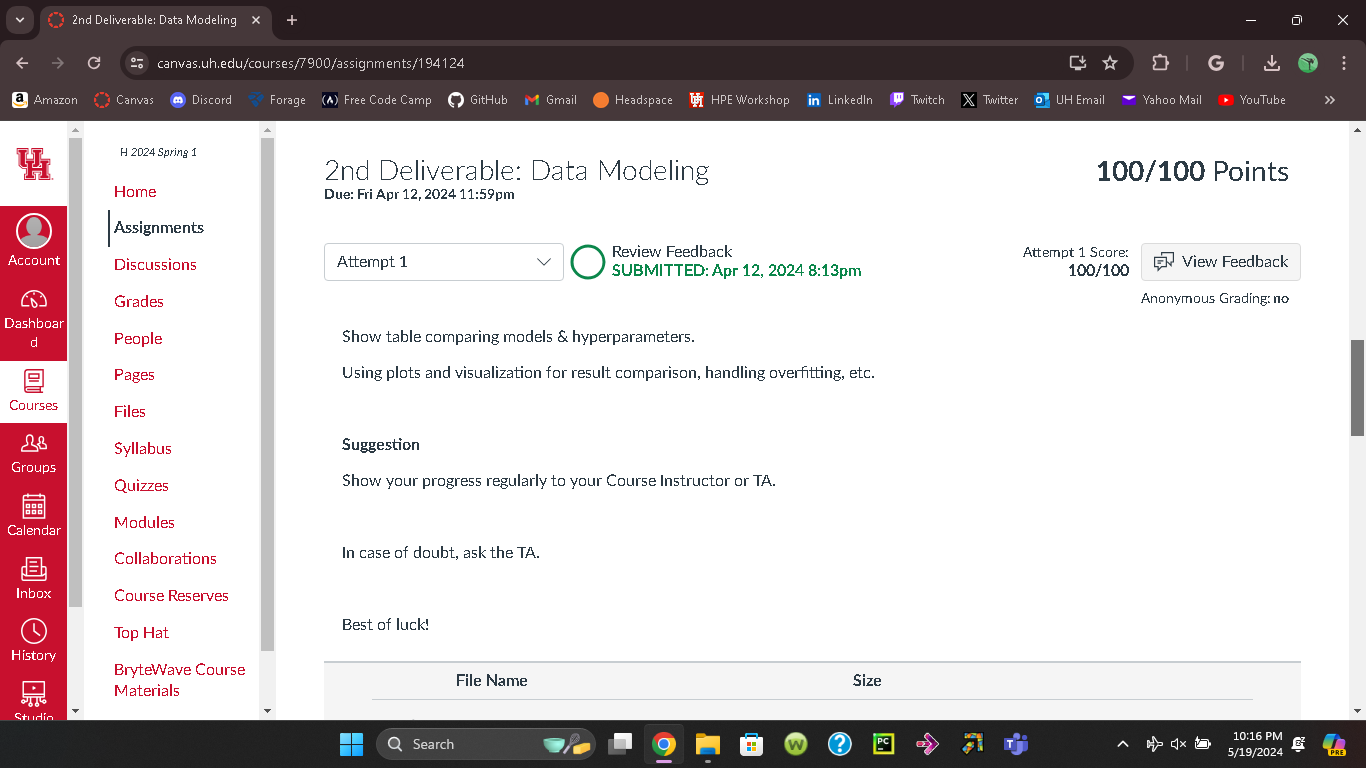 2nd Deliverable: Data Modeling
canvas.uh.edu/courses/7900/assignments/194124
Amazon
Canvas
Discord
Forage
Free Code Camp
GitHub
Gmail
Headspace
HPE Workshop
LinkedIn
Twitch
Twitter
UH Email
Yahoo Mail
YouTube
Account
Dashboar
d
Courses
Groups
Calendar
Inbox
History
Studio
H 2024 Spring 1
Home
Assignments
Discussions
Grades
People
Pages
Files
Syllabus
Quizzes
Modules
Collaborations
Course Reserves
Top Hat
BryteWave Course
Materials
2nd Deliverable: Data Modeling
100/100 Points
Due: Fri Apr 12, 2024 11:59pm
Attempt 1
Review Feedback
SUBMITTED: Apr 12, 2024 8:13pm
Attempt 1 Score:
100/100
View Feedback
Anonymous Grading: no
Show table comparing models & hyperparameters.
Using plots and visualization for result comparison, handling overfitting, etc.
Suggestion
Show your progress regularly to your Course Instructor or TA.
In case of doubt, ask the TA.
Best of luck!
File Name
Size
Search
10:16 PM
5/19/2024